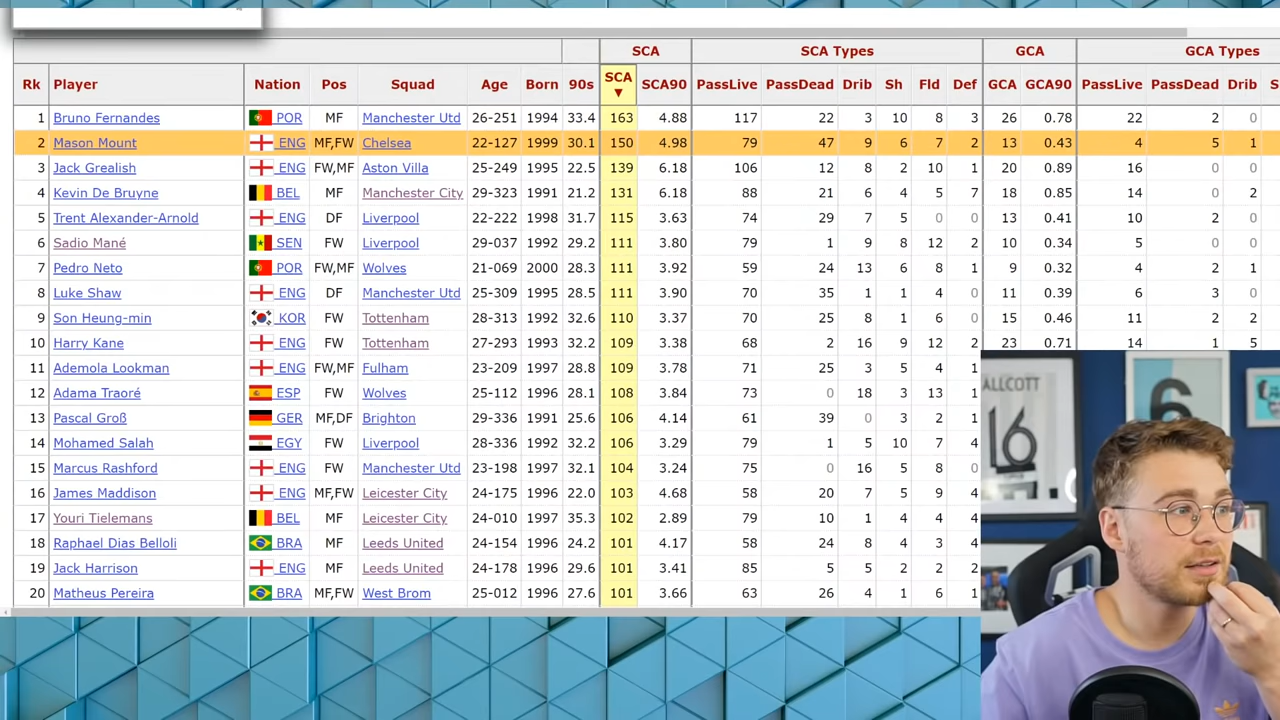 SCA SCA Types GCA GCA Types
Rk Player Nation Pos Squad Age Born 90s SCA ▼ SCA90 PassLive PassDead Drib Sh Fld Def GCA GCA90 PassLive PassDead Drib
1 Bruno Fernandes POR MF Manchester Utd 26-251 1994 33.4 163 4.88 117 22 3 10 8 3 26 0.78 22 2 0
2 Mason Mount ENG MF,FW Chelsea 22-127 1999 30.1 150 4.98 79 47 9 6 7 2 13 0.43 4 5 1
3 Jack Grealish ENG FW,MF Aston Villa 25-249 1995 22.5 139 6.18 106 12 8 2 10 1 20 0.89 16 0 0
4 Kevin De Bruyne BEL MF Manchester City 29-323 1991 21.2 131 6.18 88 21 6 4 5 7 18 0.85 14 0 2
5 Trent Alexander-Arnold ENG DF Liverpool 22-222 1998 31.7 115 3.63 74 29 7 5 0 0 13 0.41 10 2 0
6 Sadio Mané SEN FW Liverpool 29-037 1992 29.2 111 3.80 79 1 9 8 12 2 10 0.34 5 0 0
7 Pedro Neto POR FW,MF Wolves 21-069 2000 28.3 111 3.92 59 24 13 6 8 1 9 0.32 4 2 1
8 Luke Shaw ENG DF Manchester Utd 25-309 1995 28.5 111 3.90 70 35 1 1 4 0 11 0.39 6 3 0
9 Son Heung-min KOR FW Tottenham 28-313 1992 32.6 110 3.37 70 25 8 1 6 0 15 0.46 11 2 2
10 Harry Kane ENG FW Tottenham 27-293 1993 32.2 109 3.38 68 2 16 9 12 2 23 0.71 14 1 5
11 Ademola Lookman ENG FW,MF Fulham 23-209 1997 28.8 109 3.78 71 25 3 5 4 1
12 Adama Traoré ESP FW Wolves 25-112 1996 28.1 108 3.84 73 0 18 3 13 1
13 Pascal Groß GER MF,DF Brighton 29-336 1991 25.6 106 4.14 61 39 0 3 2 1
14 Mohamed Salah EGY FW Liverpool 28-336 1992 32.2 106 3.29 79 1 5 10 7 4
15 Marcus Rashford ENG FW Manchester Utd 23-198 1997 32.1 104 3.24 75 0 16 5 8 0
16 James Maddison ENG MF,FW Leicester City 24-175 1996 22.0 103 4.68 58 20 7 5 9 4
17 Youri Tielemans BEL MF Leicester City 24-010 1997 35.3 102 2.89 79 10 1 4 4 4
18 Raphael Dias Belloli BRA MF Leeds United 24-154 1996 24.2 101 4.17 58 24 8 4 3 4
19 Jack Harrison ENG MF Leeds United 24-178 1996 29.6 101 3.41 85 5 5 2 2 2
20 Matheus Pereira BRA MF,FW West Brom 25-012 1996 27.6 101 3.66 63 26 4 1 6 1
ALLCOTT
16
6